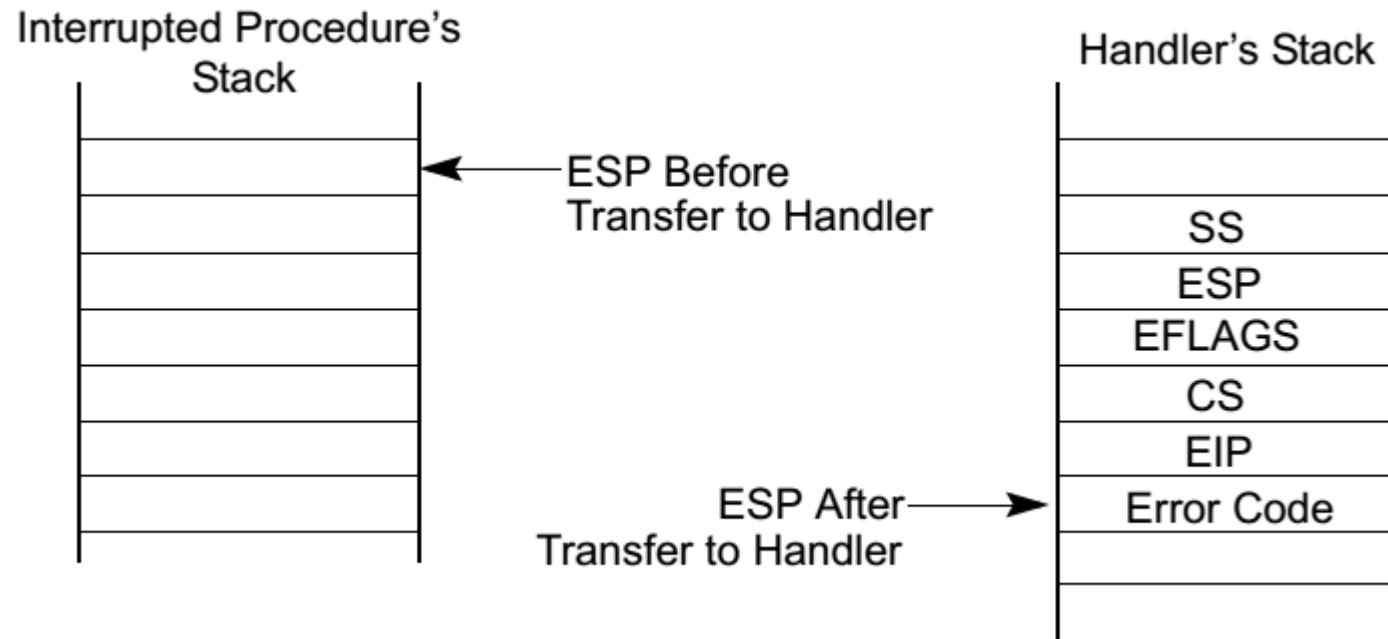 Interrupted Procedure’s
Stack
Handler’s Stack
ESP Before
Transfer to Handler
SS
ESP
EFLAGS
CS
EIP
Error Code
ESP After
Transfer to Handler